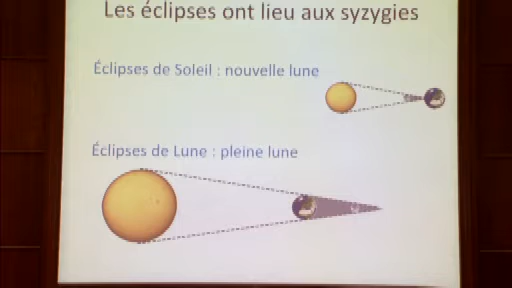 Les éclipses ont lieu aux syzygies
Éclipses de Soleil : nouvelle lune
Éclipses de Lune : pleine lune